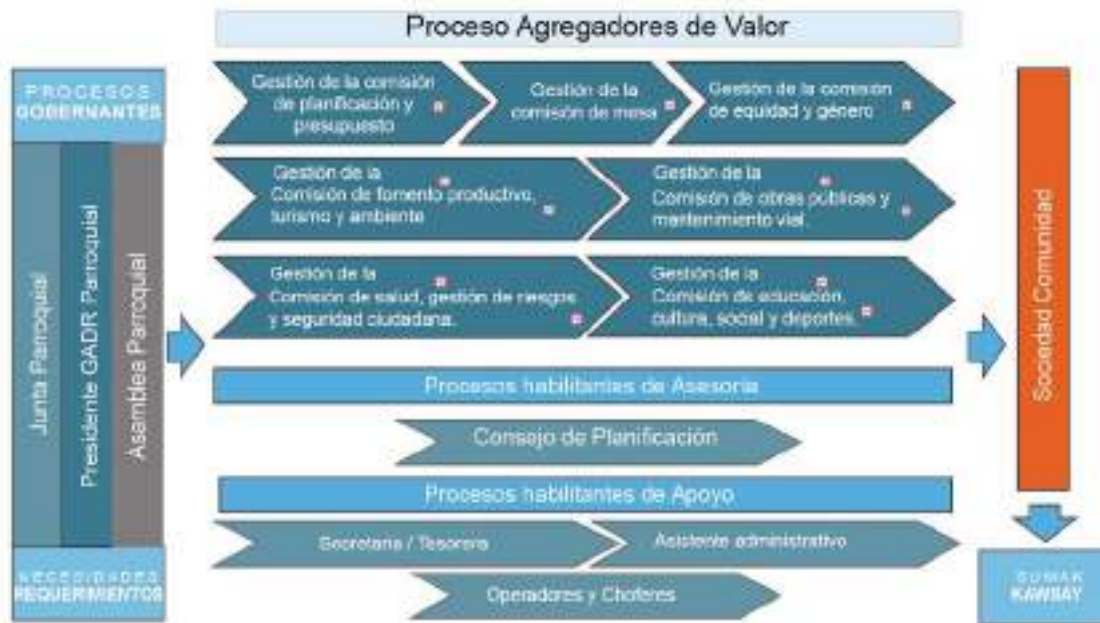 Proceso Agregadores de Valor
PROCESOS
GOBERNANTES
Gestión de la comisión
de planificación y
presupuesto
Gestión de la
comisión de mesa
Gestión de la comisión
de equidad y género
Gestión de la
Comisión de fomento productivo,
turismo y ambiente
Gestión de la
Comisión de obras públicas y
mantenimiento vial.
Gestión de la
Comisión de salud, gestión de riesgos
y seguridad ciudadana.
Gestión de la
Comisión de educación,
cultura, social y deportes.
Junta Parroquial
Presidente GADR Parroquial
Asamblea Parroquial
Procesos habilitantes de Asesoria
Consejo de Planificación
Procesos habilitantes de Apoyo
Secretaria / Tesorera
Asistente administrativo
Operadores y Choferes
NECESIDADES
REQUERIMIENTOS
Sociedad Comunidad
SUMAK
KAWSAY